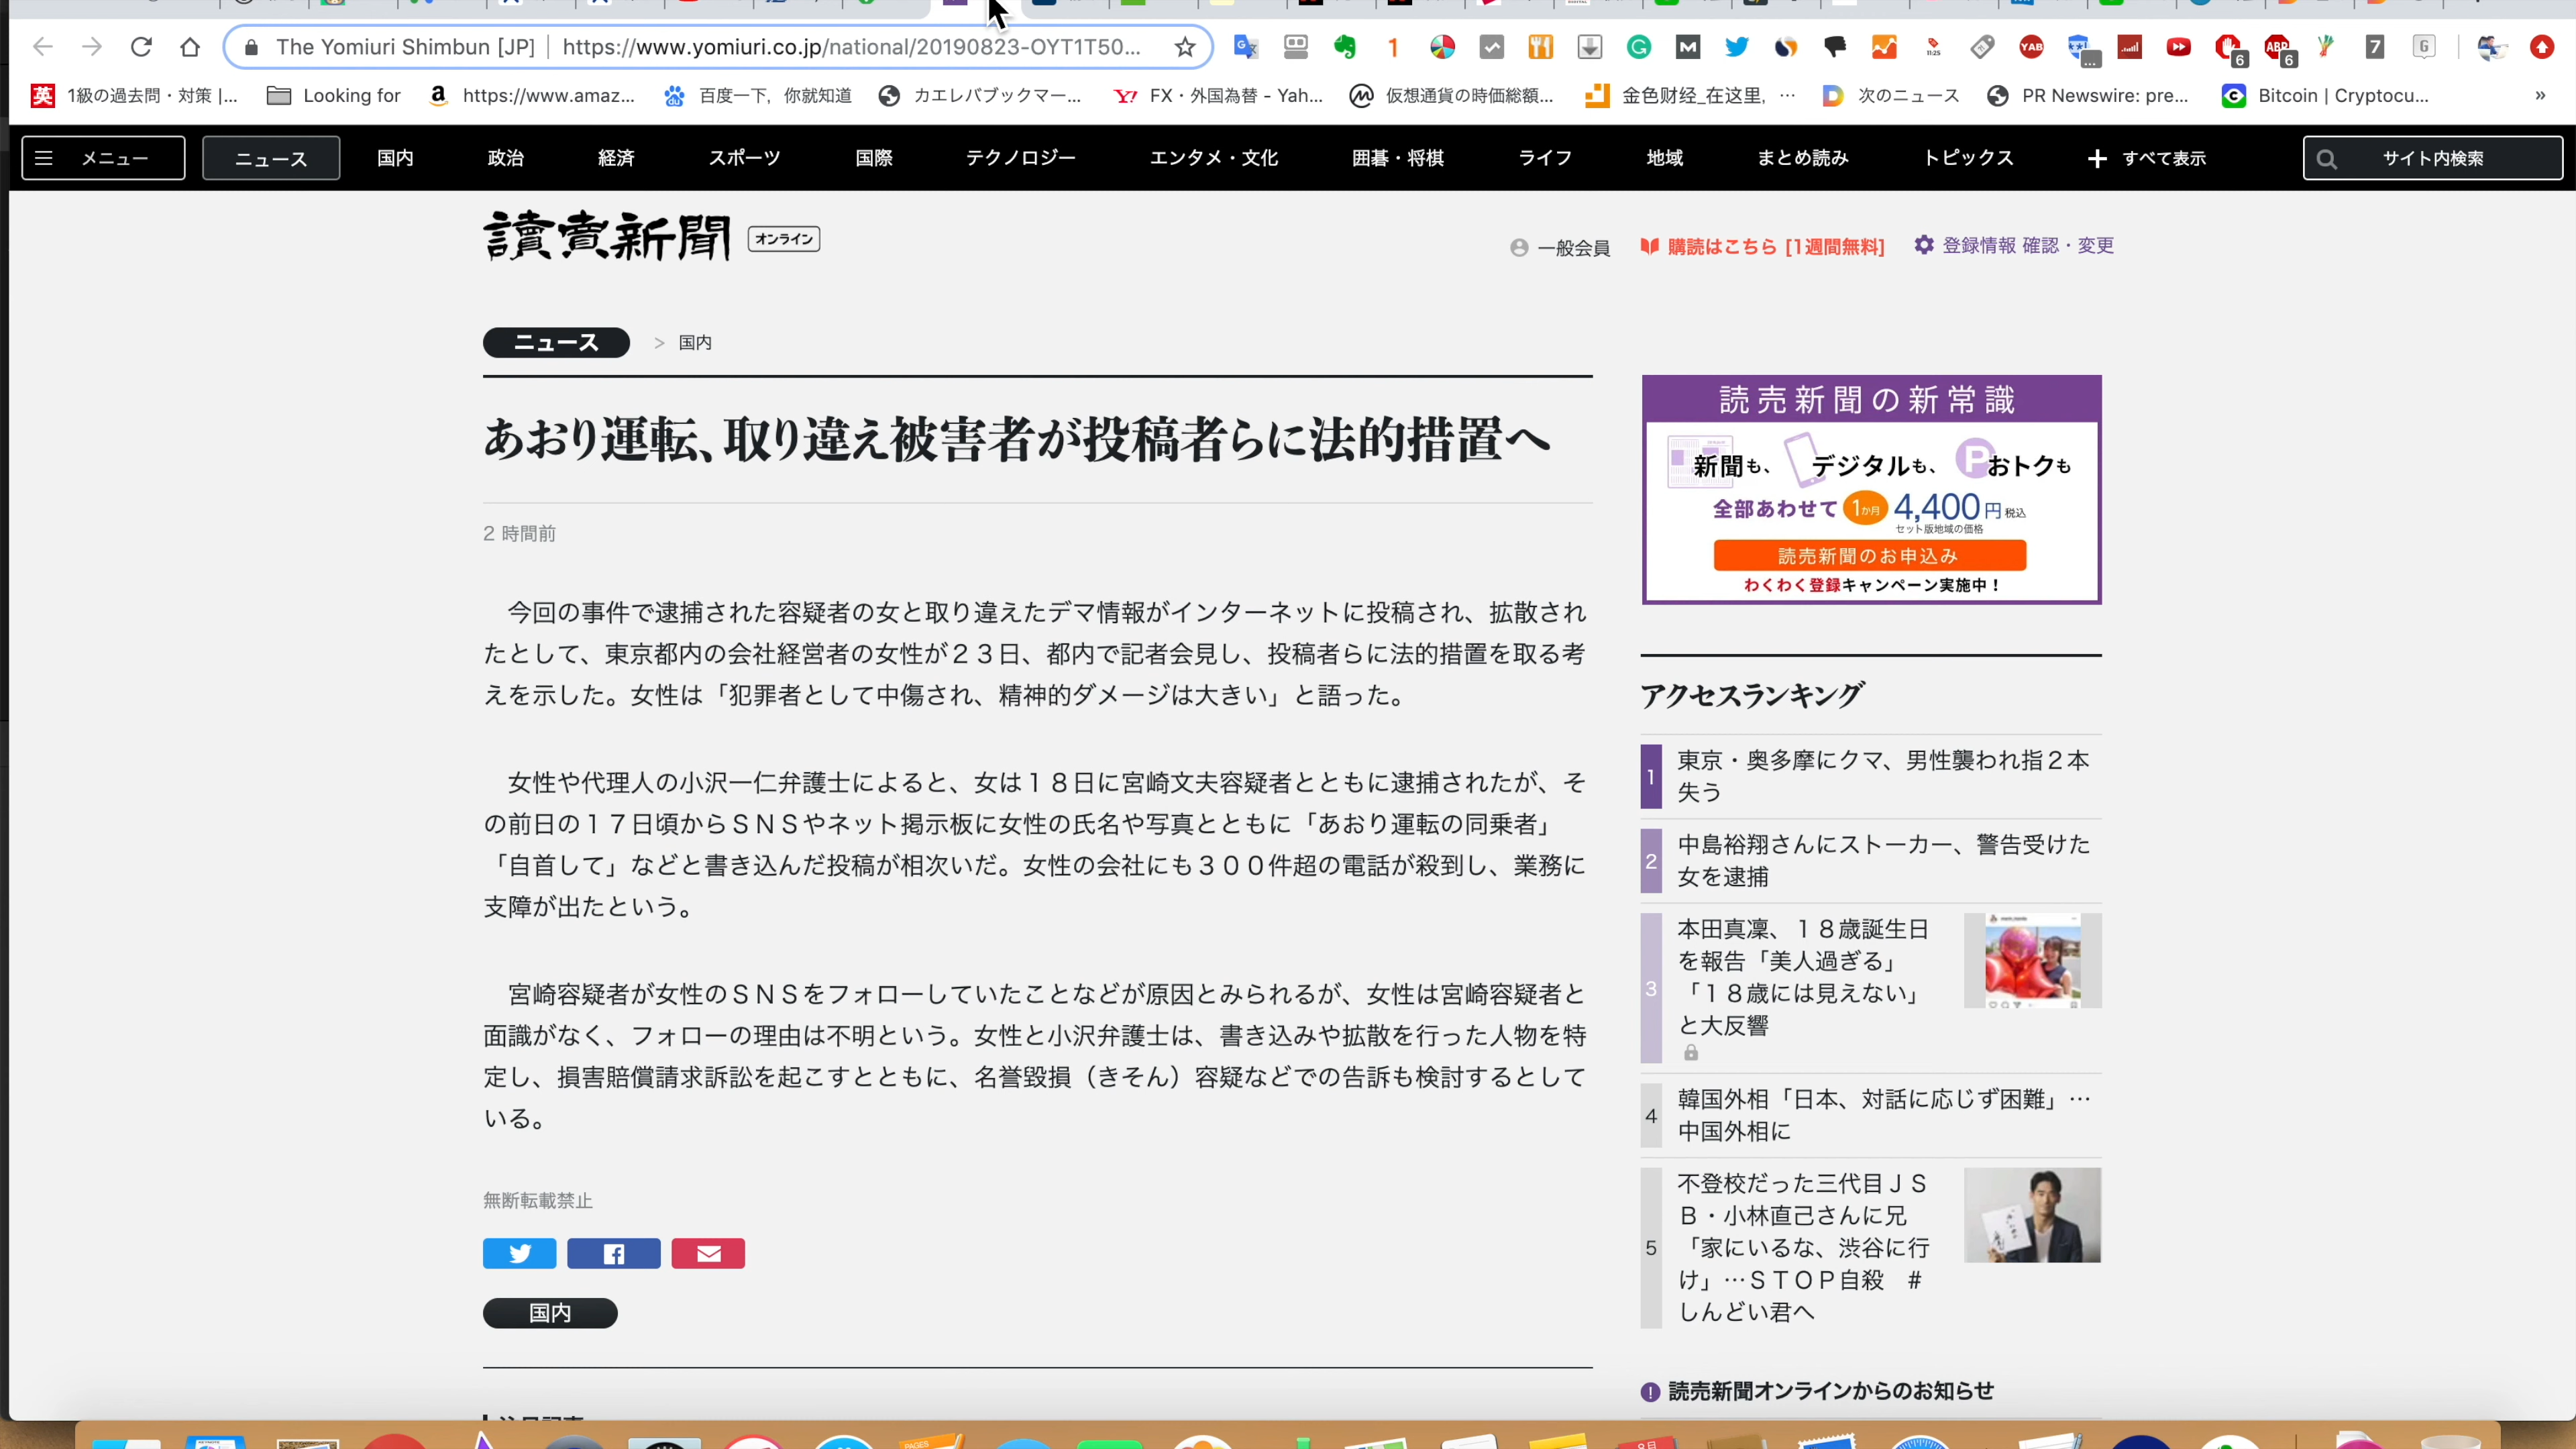 The Yomiuri Shimbun [JP] | https://www.yomiuri.co.jp/national/20190823-OYT1T50...
1級の過去問・対策 |...
Looking for
https://www.amaz...
百度一下，你就知道
カエレバブックマー...
FX・外国為替 - Yah...
仮想通貨の時価総額...
金色财经_在这里，…
次のニュース
PR Newswire: pre...
Bitcoin | Cryptocu...
»
メニュー
ニュース
国内
政治
経済
スポーツ
国際
テクノロジー
エンタメ・文化
囲碁・将棋
ライフ
地域
まとめ読み
トピックス
＋ すべて表示
サイト内検索
讀賣新聞 オンライン
一般会員
購読はこちら [1週間無料]
登録情報 確認・変更
ニュース > 国内
あおり運転、取り違え被害者が投稿者らに法的措置へ
2 時間前
今回の事件で逮捕された容疑者の女と取り違えたデマ情報がインターネットに投稿され、拡散され
たとして、東京都内の会社経営者の女性が２３日、都内で記者会見し、投稿者らに法的措置を取る考
えを示した。女性は「犯罪者として中傷され、精神的ダメージは大きい」と語った。
女性や代理人の小沢一仁弁護士によると、女は１８日に宮崎文夫容疑者とともに逮捕されたが、そ
の前日の１７日頃からＳＮＳやネット掲示板に女性の氏名や写真とともに「あおり運転の同乗者」
「自首して」などと書き込んだ投稿が相次いだ。女性の会社にも３００件超の電話が殺到し、業務に
支障が出たという。
宮崎容疑者が女性のＳＮＳをフォローしていたことなどが原因とみられるが、女性は宮崎容疑者と
面識がなく、フォローの理由は不明という。女性と小沢弁護士は、書き込みや拡散を行った人物を特
定し、損害賠償請求訴訟を起こすとともに、名誉毀損（きそん）容疑などでの告訴も検討するとして
いる。
無断転載禁止
国内
読売新聞の新常識
新聞も、 デジタルも、 Pおトクも
全部あわせて 1か月 4,400円 税込
セット版地域の価格
読売新聞のお申込み
わくわく登録キャンペーン実施中！
アクセスランキング
1
東京・奥多摩にクマ、男性襲われ指２本
失う
2
中島裕翔さんにストーカー、警告受けた
女を逮捕
3
本田真凜、１８歳誕生日
を報告「美人過ぎる」
「１８歳には見えない」
と大反響
4
韓国外相「日本、対話に応じず困難」…
中国外相に
5
不登校だった三代目ＪＳ
Ｂ・小林直己さんに兄
「家にいるな、渋谷に行
け」…ＳＴＯＰ自殺　＃
しんどい君へ
読売新聞オンラインからのお知らせ